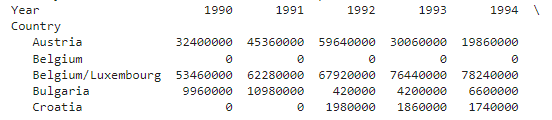 Year 1990 1991 1992 1993 1994 \
Country
Austria 32400000 45360000 59640000 30060000 19860000
Belgium 0 0 0 0 0
Belgium/Luxembourg 53460000 62280000 67920000 76440000 78240000
Bulgaria 9960000 10980000 420000 4200000 6600000
Croatia 0 0 1980000 1860000 1740000